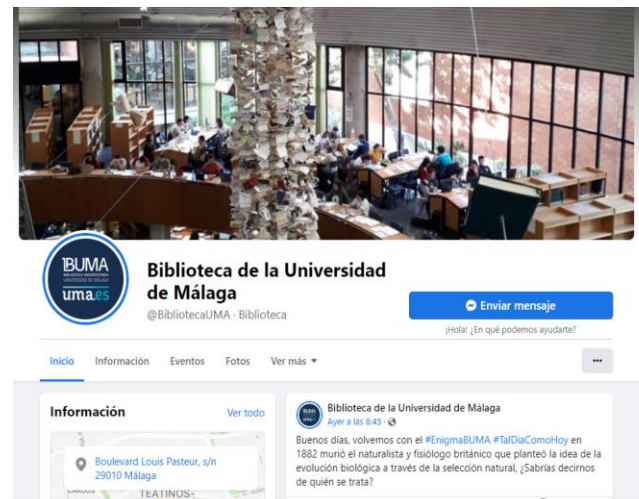 BUMA
BIBLIOTECA UNIVERSITARIA
UNIVERSIDAD DE MÁLAGA
uma.es
Biblioteca de la Universidad
de Málaga
@BibliotecaUMA · Biblioteca
Enviar mensaje
¡Hola! ¿En qué podemos ayudarte?
Inicio Información Eventos Fotos Ver más ▾ ...
Información Ver todo
Boulevard Louis Pasteur, s/n
29010 Málaga
TEATINOS-
Biblioteca de la Universidad de Málaga
Ayer a las 8:45 ·
Buenos días, volvemos con el #EnigmaBUMA #TalDíaComoHoy en
1882 murió el naturalista y fisiólogo británico que planteó la idea de la
evolución biológica a través de la selección natural, ¿Sabrías decirnos
de quién se trata?